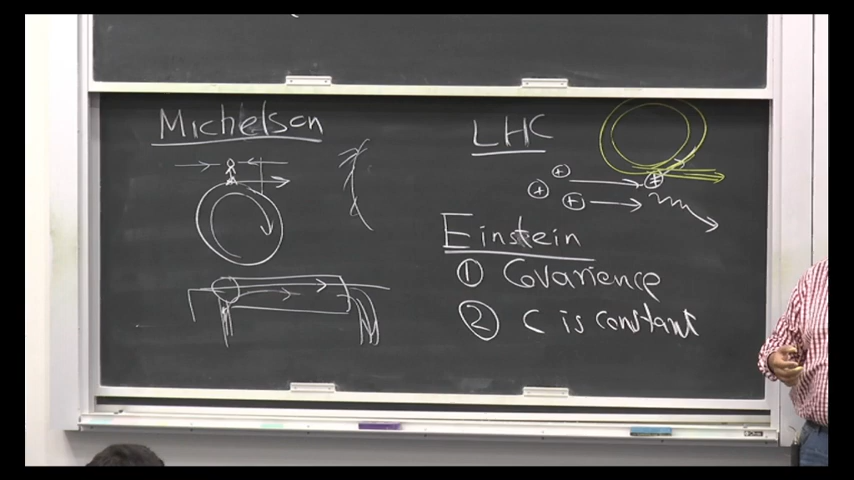 Michelson
LHC
+
+
+
+
Einstein
① Covarience
② C is constant